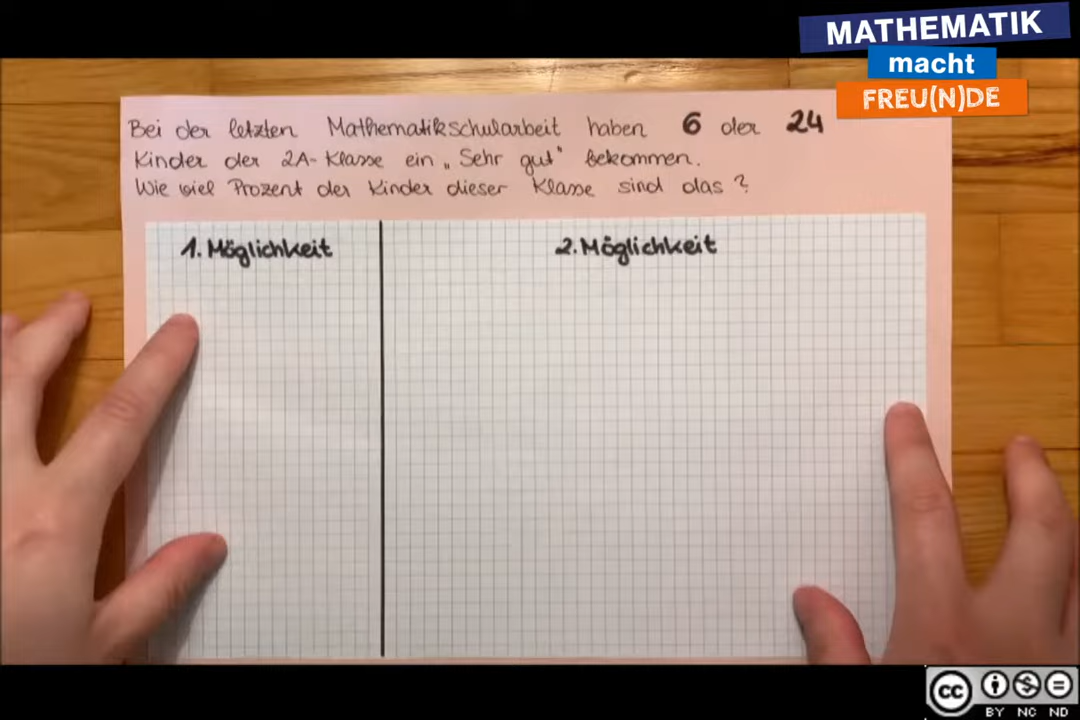 MATHEMATIK
macht
FREU(N)DE
Bei der letzten Mathematikschularbeit haben 6 der 24
Kinder der 2A-Klasse ein „Sehr gut" bekommen.
Wie viel Prozent der Kinder dieser Klasse sind das?
1. Möglichkeit
2. Möglichkeit
cc
BY NC ND